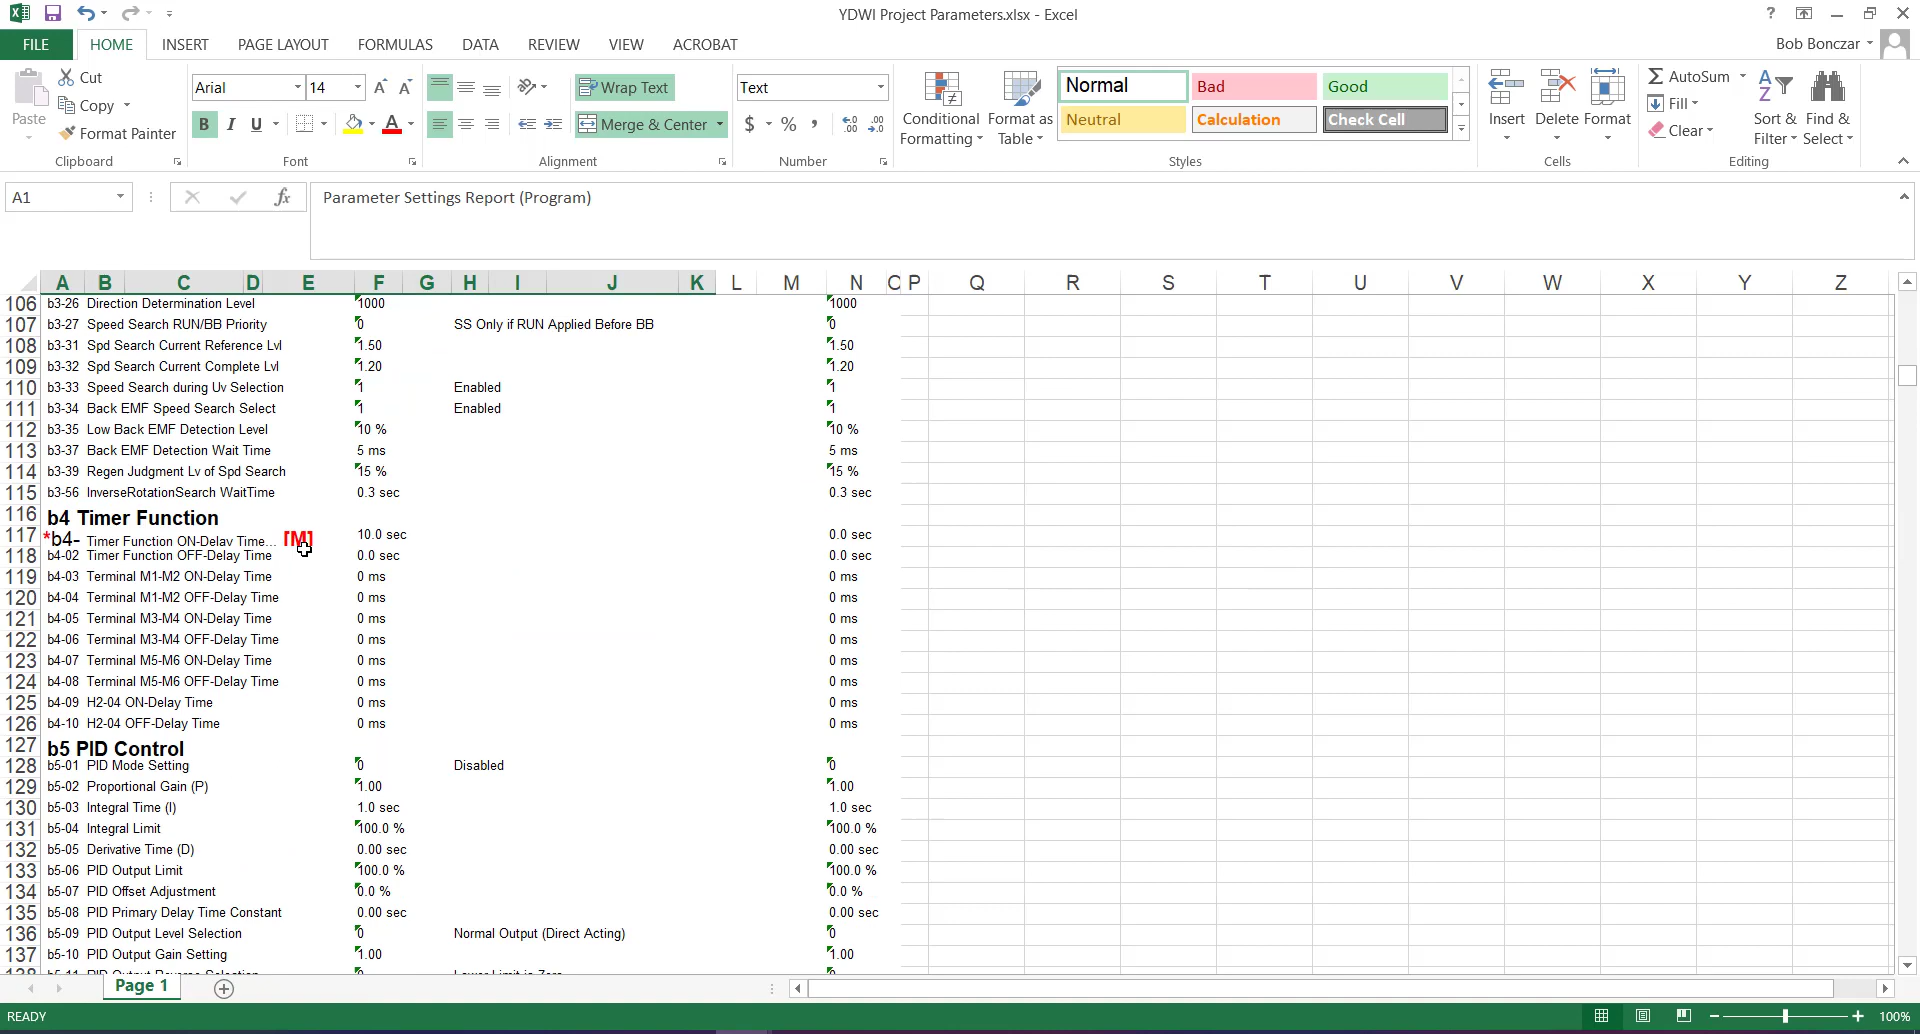 YDWI Project Parameters.xlsx - Excel
FILE HOME INSERT PAGE LAYOUT FORMULAS DATA REVIEW VIEW ACROBAT Bob Bonczar
Paste Cut Copy Format Painter Clipboard
Arial 14 B I U Font
Wrap Text Merge & Center Alignment
Text $ % , Number
Conditional Formatting Format as Table
Normal Bad Good Neutral Calculation Check Cell Styles
Insert Delete Format Cells
AutoSum Fill Clear Sort & Filter Find & Select Editing
A1 fx Parameter Settings Report (Program)
A B C D E F G H I J K L M N O P Q R S T U V W X Y Z
106 b3-26 Direction Determination Level 1000 1000
107 b3-27 Speed Search RUN/BB Priority 0 SS Only if RUN Applied Before BB 0
108 b3-31 Spd Search Current Reference Lvl 1.50 1.50
109 b3-32 Spd Search Current Complete Lvl 1.20 1.20
110 b3-33 Speed Search during Uv Selection 1 Enabled 1
111 b3-34 Back EMF Speed Search Select 1 Enabled 1
112 b3-35 Low Back EMF Detection Level 10 % 10 %
113 b3-37 Back EMF Detection Wait Time 5 ms 5 ms
114 b3-39 Regen Judgment Lv of Spd Search 15 % 15 %
115 b3-56 InverseRotationSearch WaitTime 0.3 sec 0.3 sec
116 b4 Timer Function
117 *b4- Timer Function ON-Delay Time... [M] 10.0 sec 0.0 sec
118 b4-02 Timer Function OFF-Delay Time 0.0 sec 0.0 sec
119 b4-03 Terminal M1-M2 ON-Delay Time 0 ms 0 ms
120 b4-04 Terminal M1-M2 OFF-Delay Time 0 ms 0 ms
121 b4-05 Terminal M3-M4 ON-Delay Time 0 ms 0 ms
122 b4-06 Terminal M3-M4 OFF-Delay Time 0 ms 0 ms
123 b4-07 Terminal M5-M6 ON-Delay Time 0 ms 0 ms
124 b4-08 Terminal M5-M6 OFF-Delay Time 0 ms 0 ms
125 b4-09 H2-04 ON-Delay Time 0 ms 0 ms
126 b4-10 H2-04 OFF-Delay Time 0 ms 0 ms
127 b5 PID Control
128 b5-01 PID Mode Setting 0 Disabled 0
129 b5-02 Proportional Gain (P) 1.00 1.00
130 b5-03 Integral Time (I) 1.0 sec 1.0 sec
131 b5-04 Integral Limit 100.0 % 100.0 %
132 b5-05 Derivative Time (D) 0.00 sec 0.00 sec
133 b5-06 PID Output Limit 100.0 % 100.0 %
134 b5-07 PID Offset Adjustment 0.0 % 0.0 %
135 b5-08 PID Primary Delay Time Constant 0.00 sec 0.00 sec
136 b5-09 PID Output Level Selection 0 Normal Output (Direct Acting) 0
137 b5-10 PID Output Gain Setting 1.00 1.00
Page 1
READY 100%